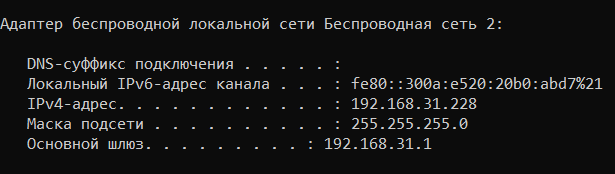 Адаптер беспроводной локальной сети Беспроводная сеть 2:
DNS-суффикс подключения . . . . . :
Локальный IPv6-адрес канала . . . : fe80::300a:e520:20b0:abd7%21
IPv4-адрес. . . . . . . . . . . . : 192.168.31.228
Маска подсети . . . . . . . . . . : 255.255.255.0
Основной шлюз. . . . . . . . . : 192.168.31.1